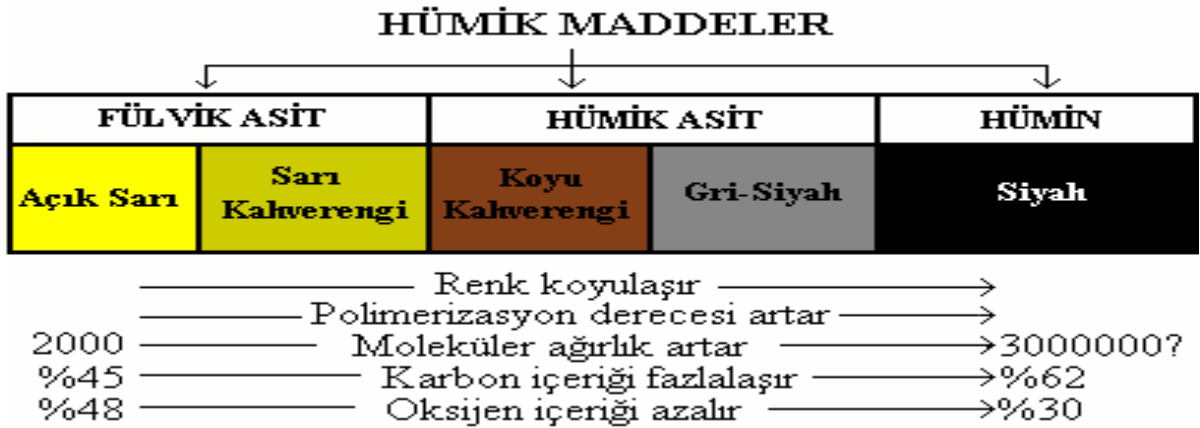 HÜMİK MADDELER
FÜLVİK ASİT HÜMİK ASİT HÜMİN
Açık Sarı Sarı Kahverengi Koyu Kahverengi Gri-Siyah Siyah
Renk koyulaşır
Polimerizasyon derecesi artar
2000 Moleküler ağırlık artar 3000000?
%45 Karbon içeriği fazlalaşır %62
%48 Oksijen içeriği azalır %30